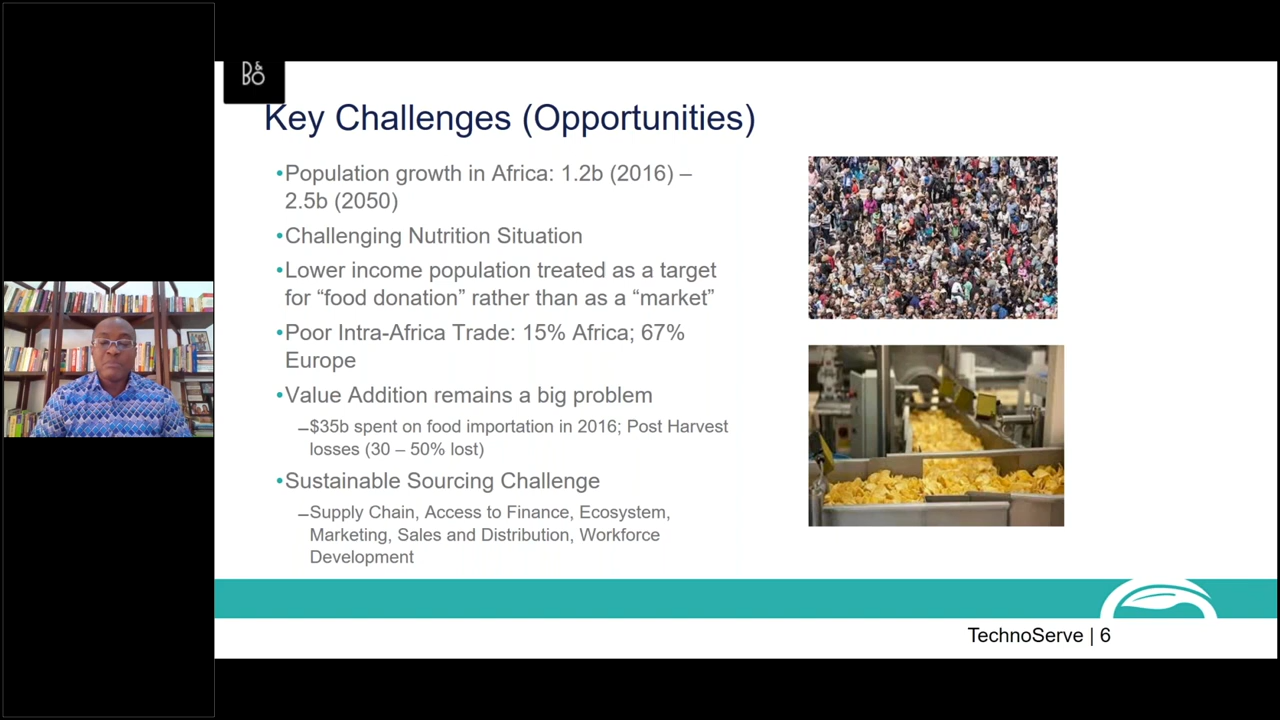 B&
BO
Key Challenges (Opportunities)
•Population growth in Africa: 1.2b (2016) –
2.5b (2050)
•Challenging Nutrition Situation
•Lower income population treated as a target
for “food donation” rather than as a “market”
•Poor Intra-Africa Trade: 15% Africa; 67%
Europe
•Value Addition remains a big problem
–$35b spent on food importation in 2016; Post Harvest
losses (30 – 50% lost)
•Sustainable Sourcing Challenge
–Supply Chain, Access to Finance, Ecosystem,
Marketing, Sales and Distribution, Workforce
Development
TechnoServe | 6